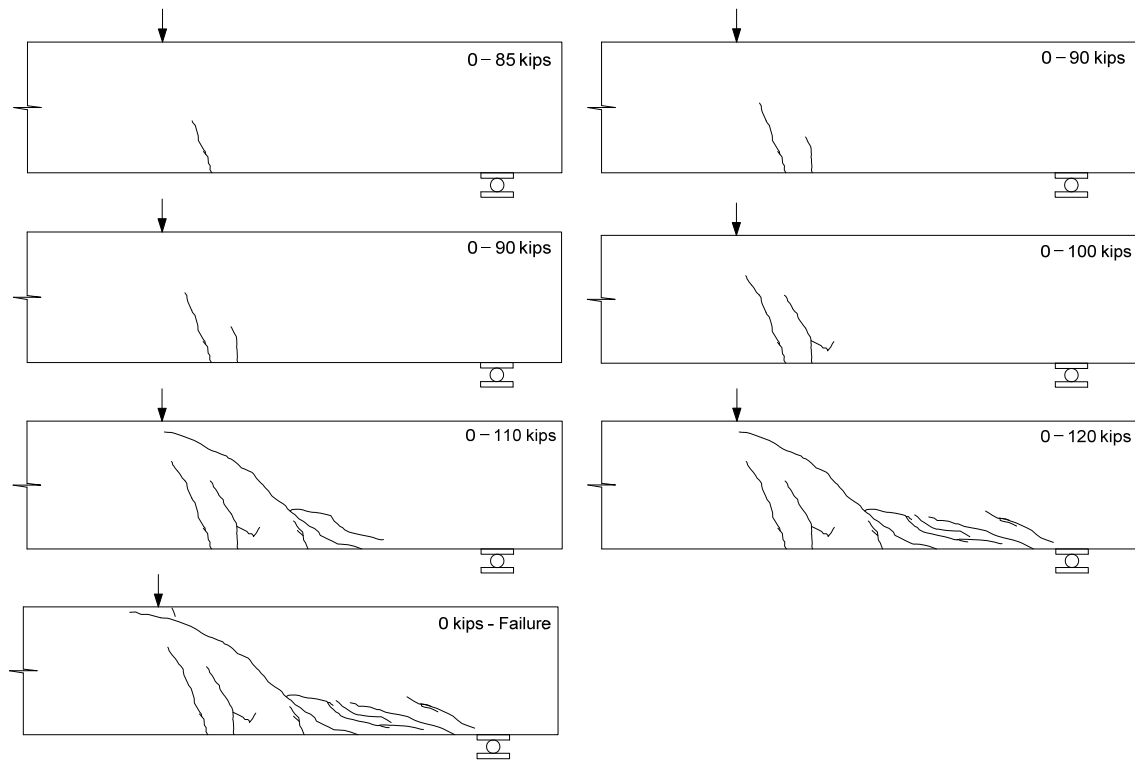 0 – 85 kips
0 – 90 kips
0 – 90 kips
0 – 100 kips
0 – 110 kips
0 – 120 kips
0 kips - Failure